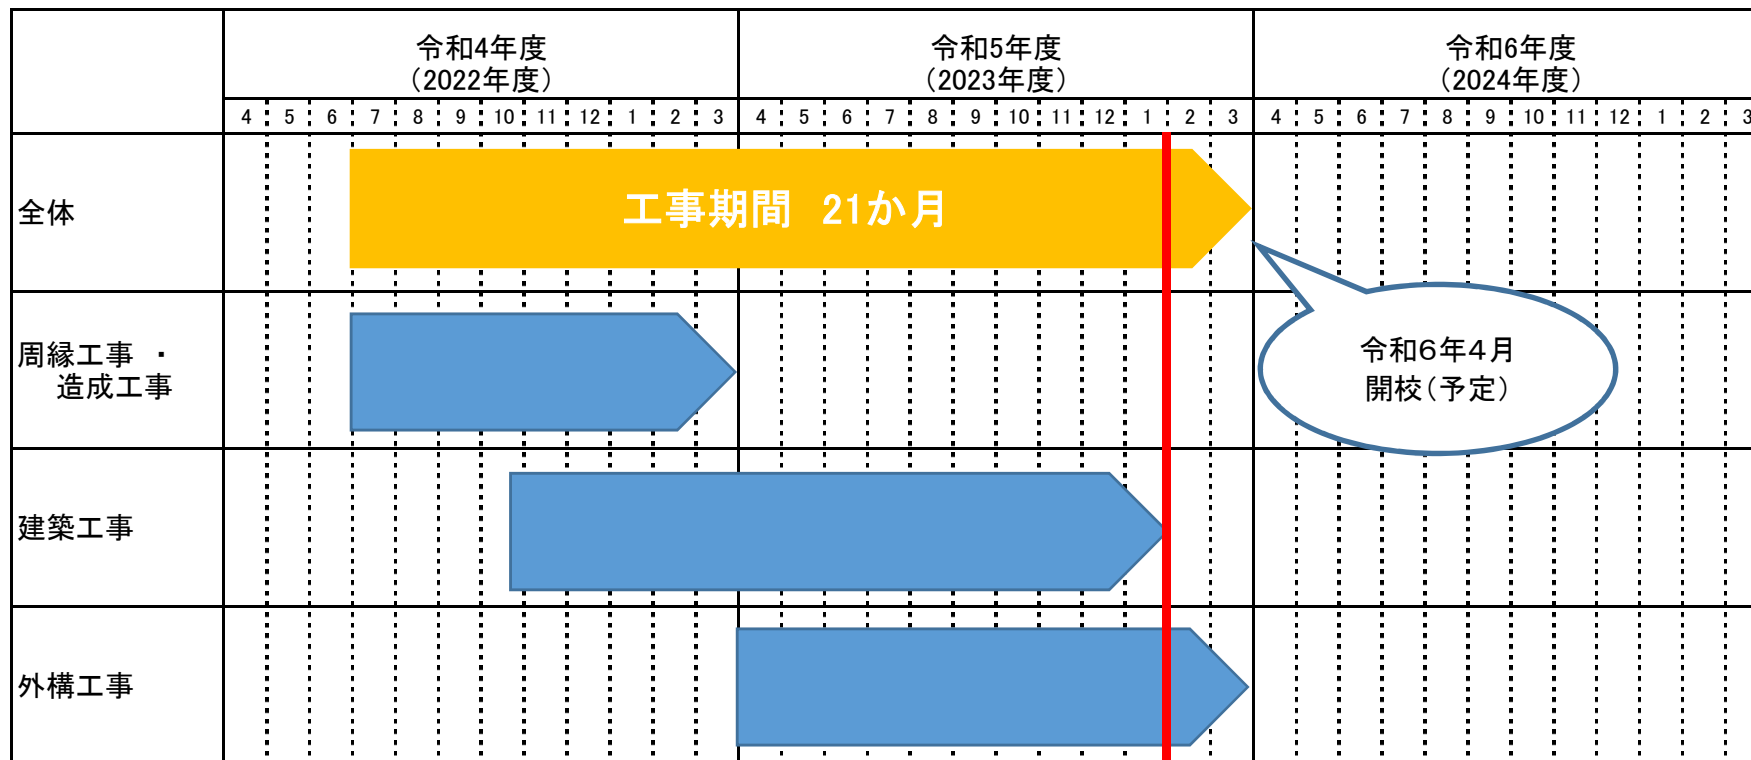 令和4年度
（2022年度）
令和5年度
（2023年度）
令和6年度
（2024年度）
4 5 6 7 8 9 10 11 12 1 2 3 4 5 6 7 8 9 10 11 12 1 2 3 4 5 6 7 8 9 10 11 12 1 2 3
全体
工事期間　21か月
周縁工事 ・
造成工事
令和６年４月
開校（予定）
建築工事
外構工事